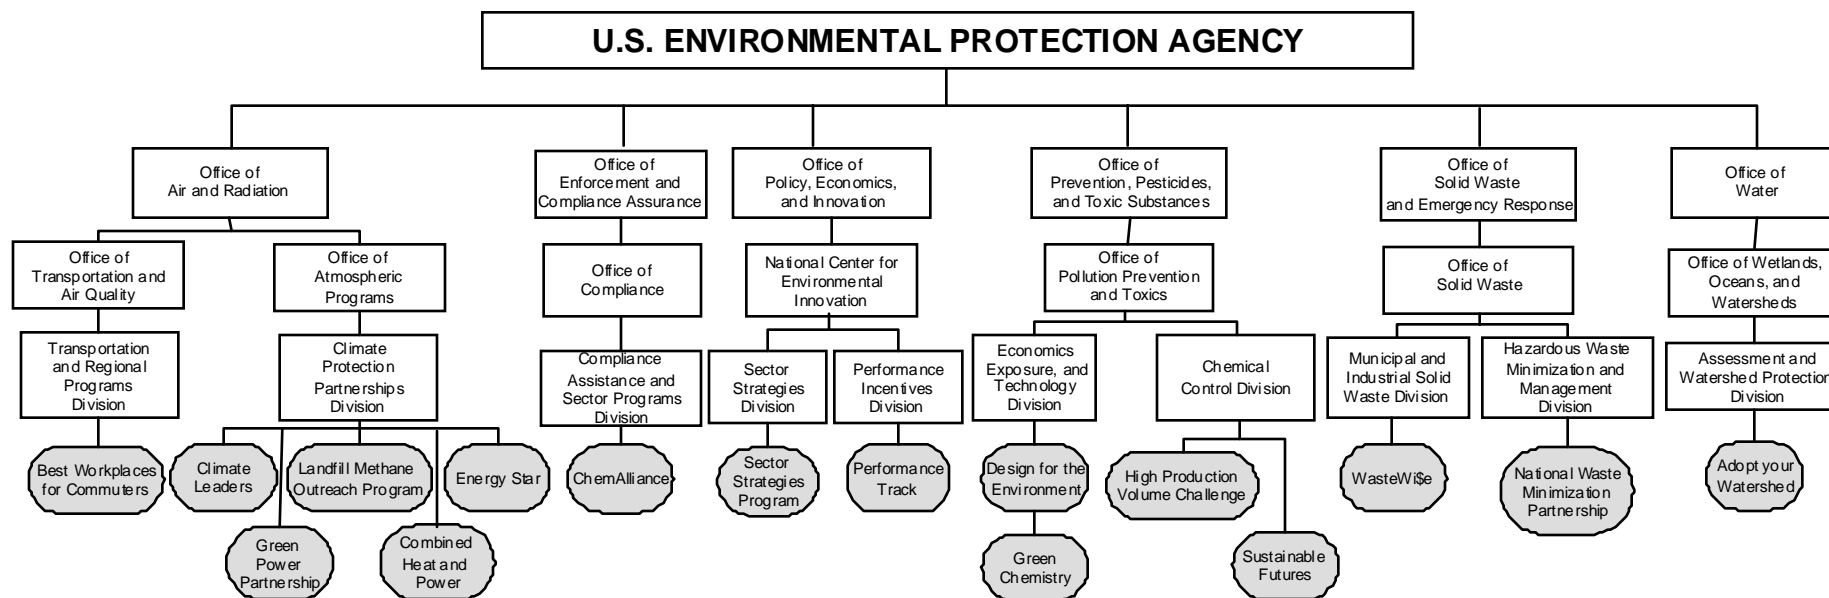 U.S. ENVIRONMENTAL PROTECTION AGENCY
Office of
Air and Radiation
Office of
Enforcement and
Compliance Assurance
Office of
Policy, Economics,
and Innovation
Office of
Prevention, Pesticides,
and Toxic Substances
Office of
Solid Waste
and Emergency Response
Office of
Water
Office of
Transportation and
Air Quality
Office of
Atmospheric
Programs
Office of
Compliance
National Center for
Environmental
Innovation
Office of
Pollution Prevention
and Toxics
Office of
Solid Waste
Office of Wetlands,
Oceans, and
Watersheds
Transportation
and Regional
Programs
Division
Climate
Protection
Partnerships
Division
Compliance
Assistance and
Sector Programs
Division
Sector
Strategies
Division
Performance
Incentives
Division
Economics
Exposure, and
Technology
Division
Chemical
Control Division
Municipal and
Industrial Solid
Waste Division
Hazardous Waste
Minimization and
Management
Division
Assessment and
Watershed Protection
Division
Best Workplaces
for Commuters
Climate
Leaders
Landfill Methane
Outreach Program
Energy Star
ChemAlliance
Sector
Strategies
Program
Performance
Track
Design for the
Environment
High Production
Volume Challenge
WasteWi$e
National Waste
Minimization
Partnership
Adopt your
Watershed
Green
Power
Partnership
Combined
Heat and
Power
Green
Chemistry
Sustainable
Futures